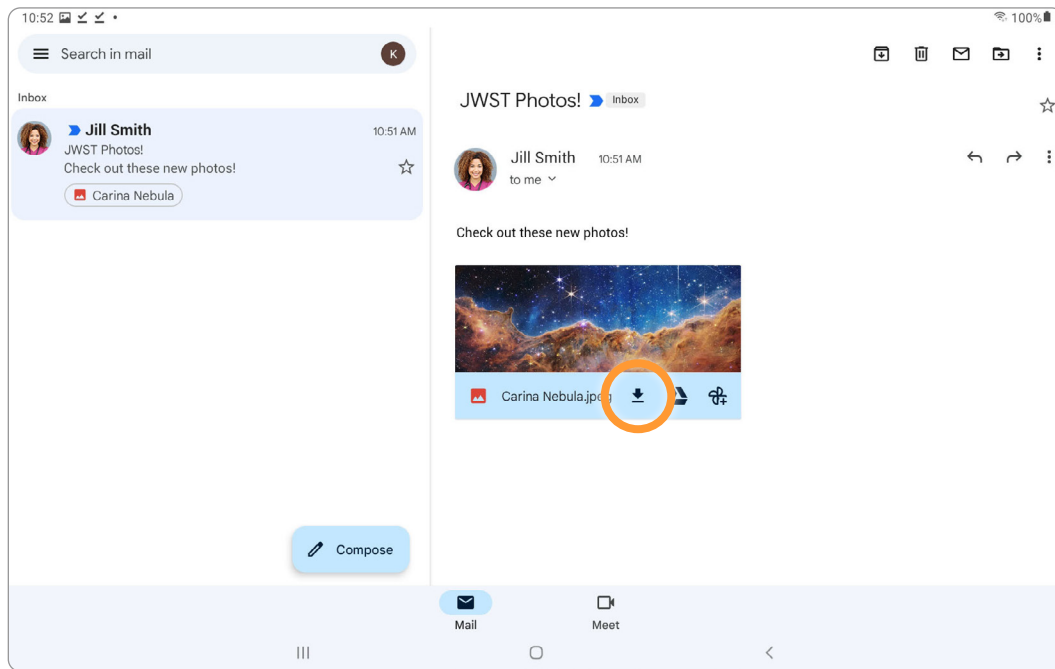 10:52
100%
Search in mail
K
Inbox
Jill Smith 10:51 AM
JWST Photos!
Check out these new photos!
Carina Nebula
Compose
JWST Photos! Inbox
Jill Smith 10:51 AM
to me
Check out these new photos!
Carina Nebula.jpeg
Mail
Meet